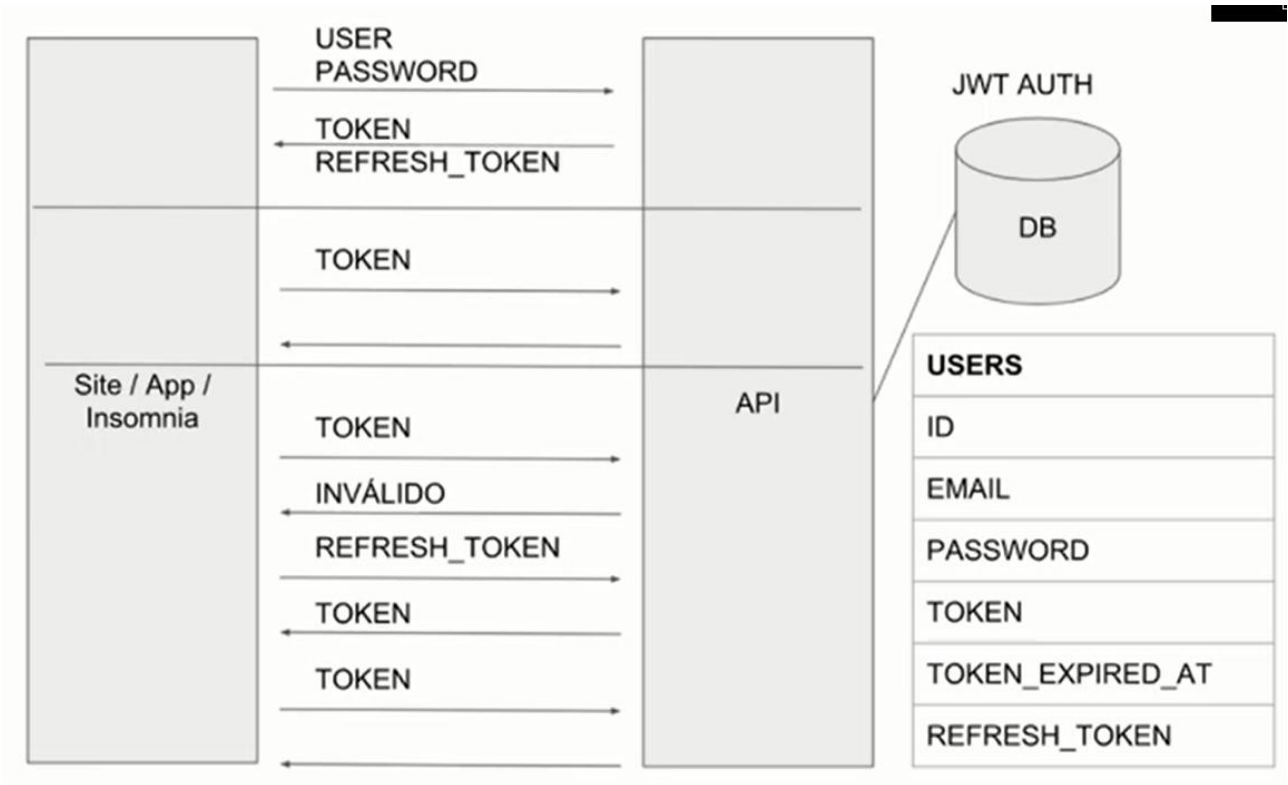 USER
PASSWORD
TOKEN
REFRESH_TOKEN
TOKEN
Site / App /
Insomnia
TOKEN
INVÁLIDO
REFRESH_TOKEN
TOKEN
TOKEN
API
JWT AUTH
DB
USERS
ID
EMAIL
PASSWORD
TOKEN
TOKEN_EXPIRED_AT
REFRESH_TOKEN